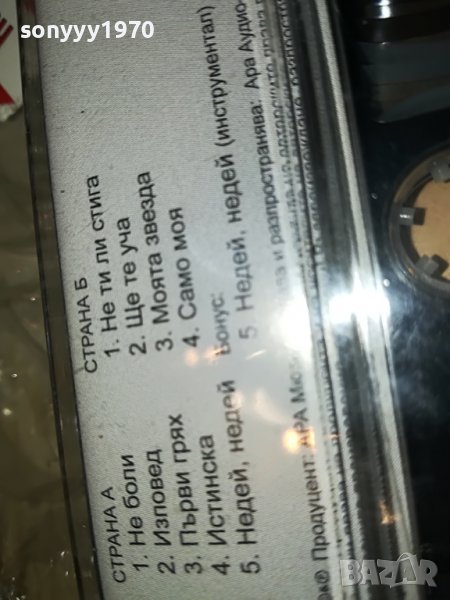 sonyyy1970
СТРАНА А
1. Не боли
2. Изповед
3. Първи грях
4. Истинска
5. Недей, недей
СТРАНА Б
1. Не ти ли стига
2. Ще те уча
3. Моята звезда
4. Само моя
Бонус:
5. Недей, недей (инструментал)
Продуцент: АРА и разпространява: Ара Аудио-
БАЗАР